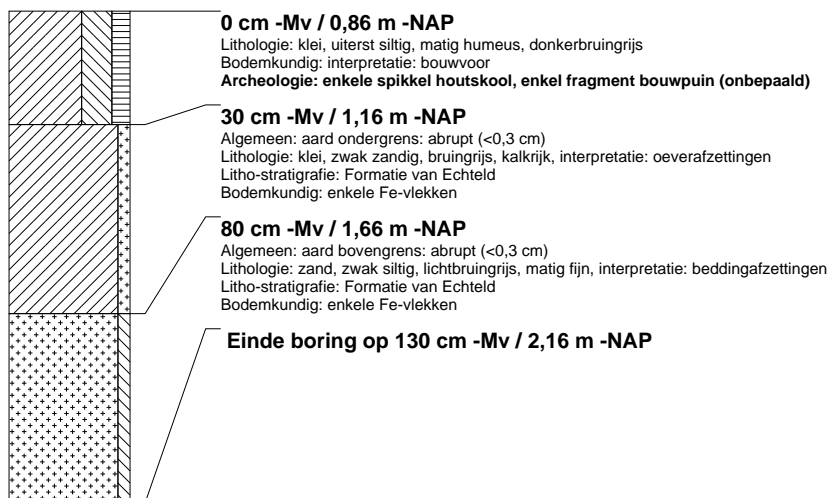 0 cm -Mv / 0,86 m -NAP
Lithologie: klei, uiterst siltig, matig humeus, donkerbruingrijs
Bodemkundig: interpretatie: bouwvoor
Archeologie: enkele spikkel houtskool, enkel fragment bouwpuin (onbepaald)
30 cm -Mv / 1,16 m -NAP
Algemeen: aard ondergrens: abrupt (<0,3 cm)
Lithologie: klei, zwak zandig, bruingrijs, kalkrijk, interpretatie: oeverafzettingen
Litho-stratigrafie: Formatie van Echteld
Bodemkundig: enkele Fe-vlekken
80 cm -Mv / 1,66 m -NAP
Algemeen: aard bovengrens: abrupt (<0,3 cm)
Lithologie: zand, zwak siltig, lichtbruingrijs, matig fijn, interpretatie: beddingafzettingen
Litho-stratigrafie: Formatie van Echteld
Bodemkundig: enkele Fe-vlekken
Einde boring op 130 cm -Mv / 2,16 m -NAP